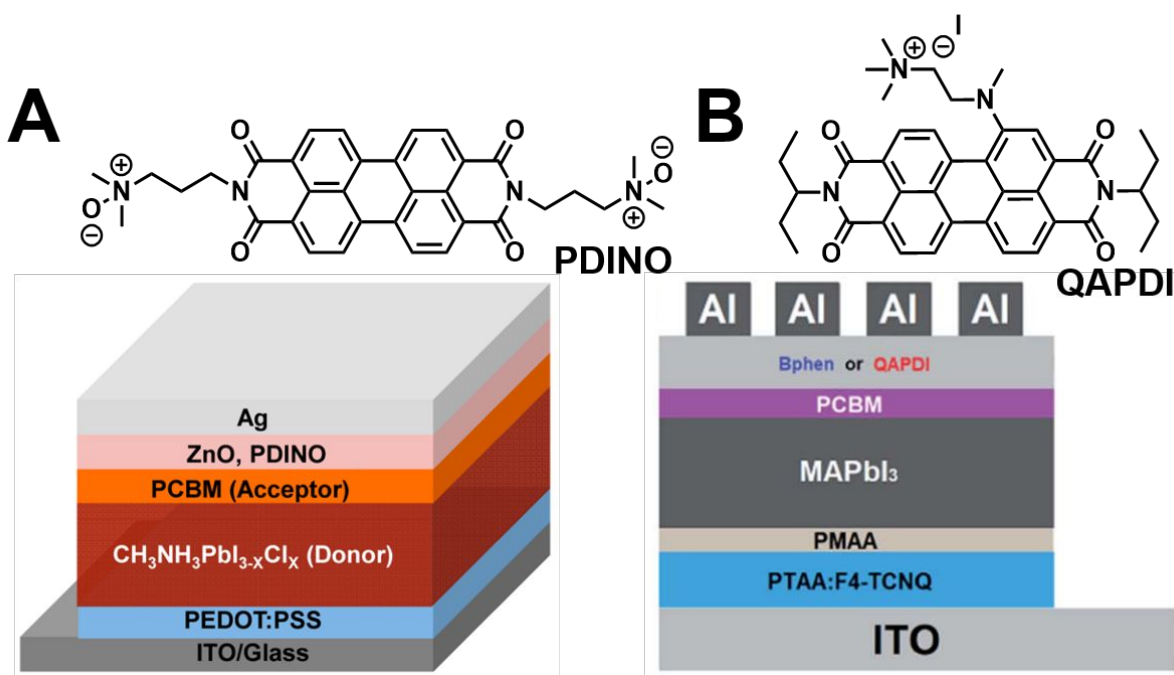 A
B
N
O
⊕
⊖
N
O
O
O
O
N
N
O
⊖
⊕
PDINO
N
⊕
⊖
I
N
O
O
N
O
O
N
QAPDI
Ag
ZnO, PDINO
PCBM (Acceptor)
CH₃NH₃PbI₃₋ₓClₓ (Donor)
PEDOT:PSS
ITO/Glass
Al Al Al Al
Bphen or QAPDI
PCBM
MAPbI₃
PMAA
PTAA:F4-TCNQ
ITO